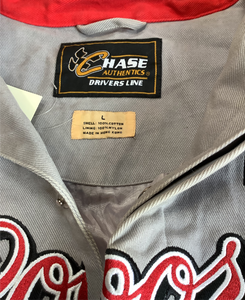 CHASE
AUTHENTICS®
DRIVERS LINE
L
SHELL: 100% COTTON
LINING: 100% NYLON
MADE IN HONG KONG